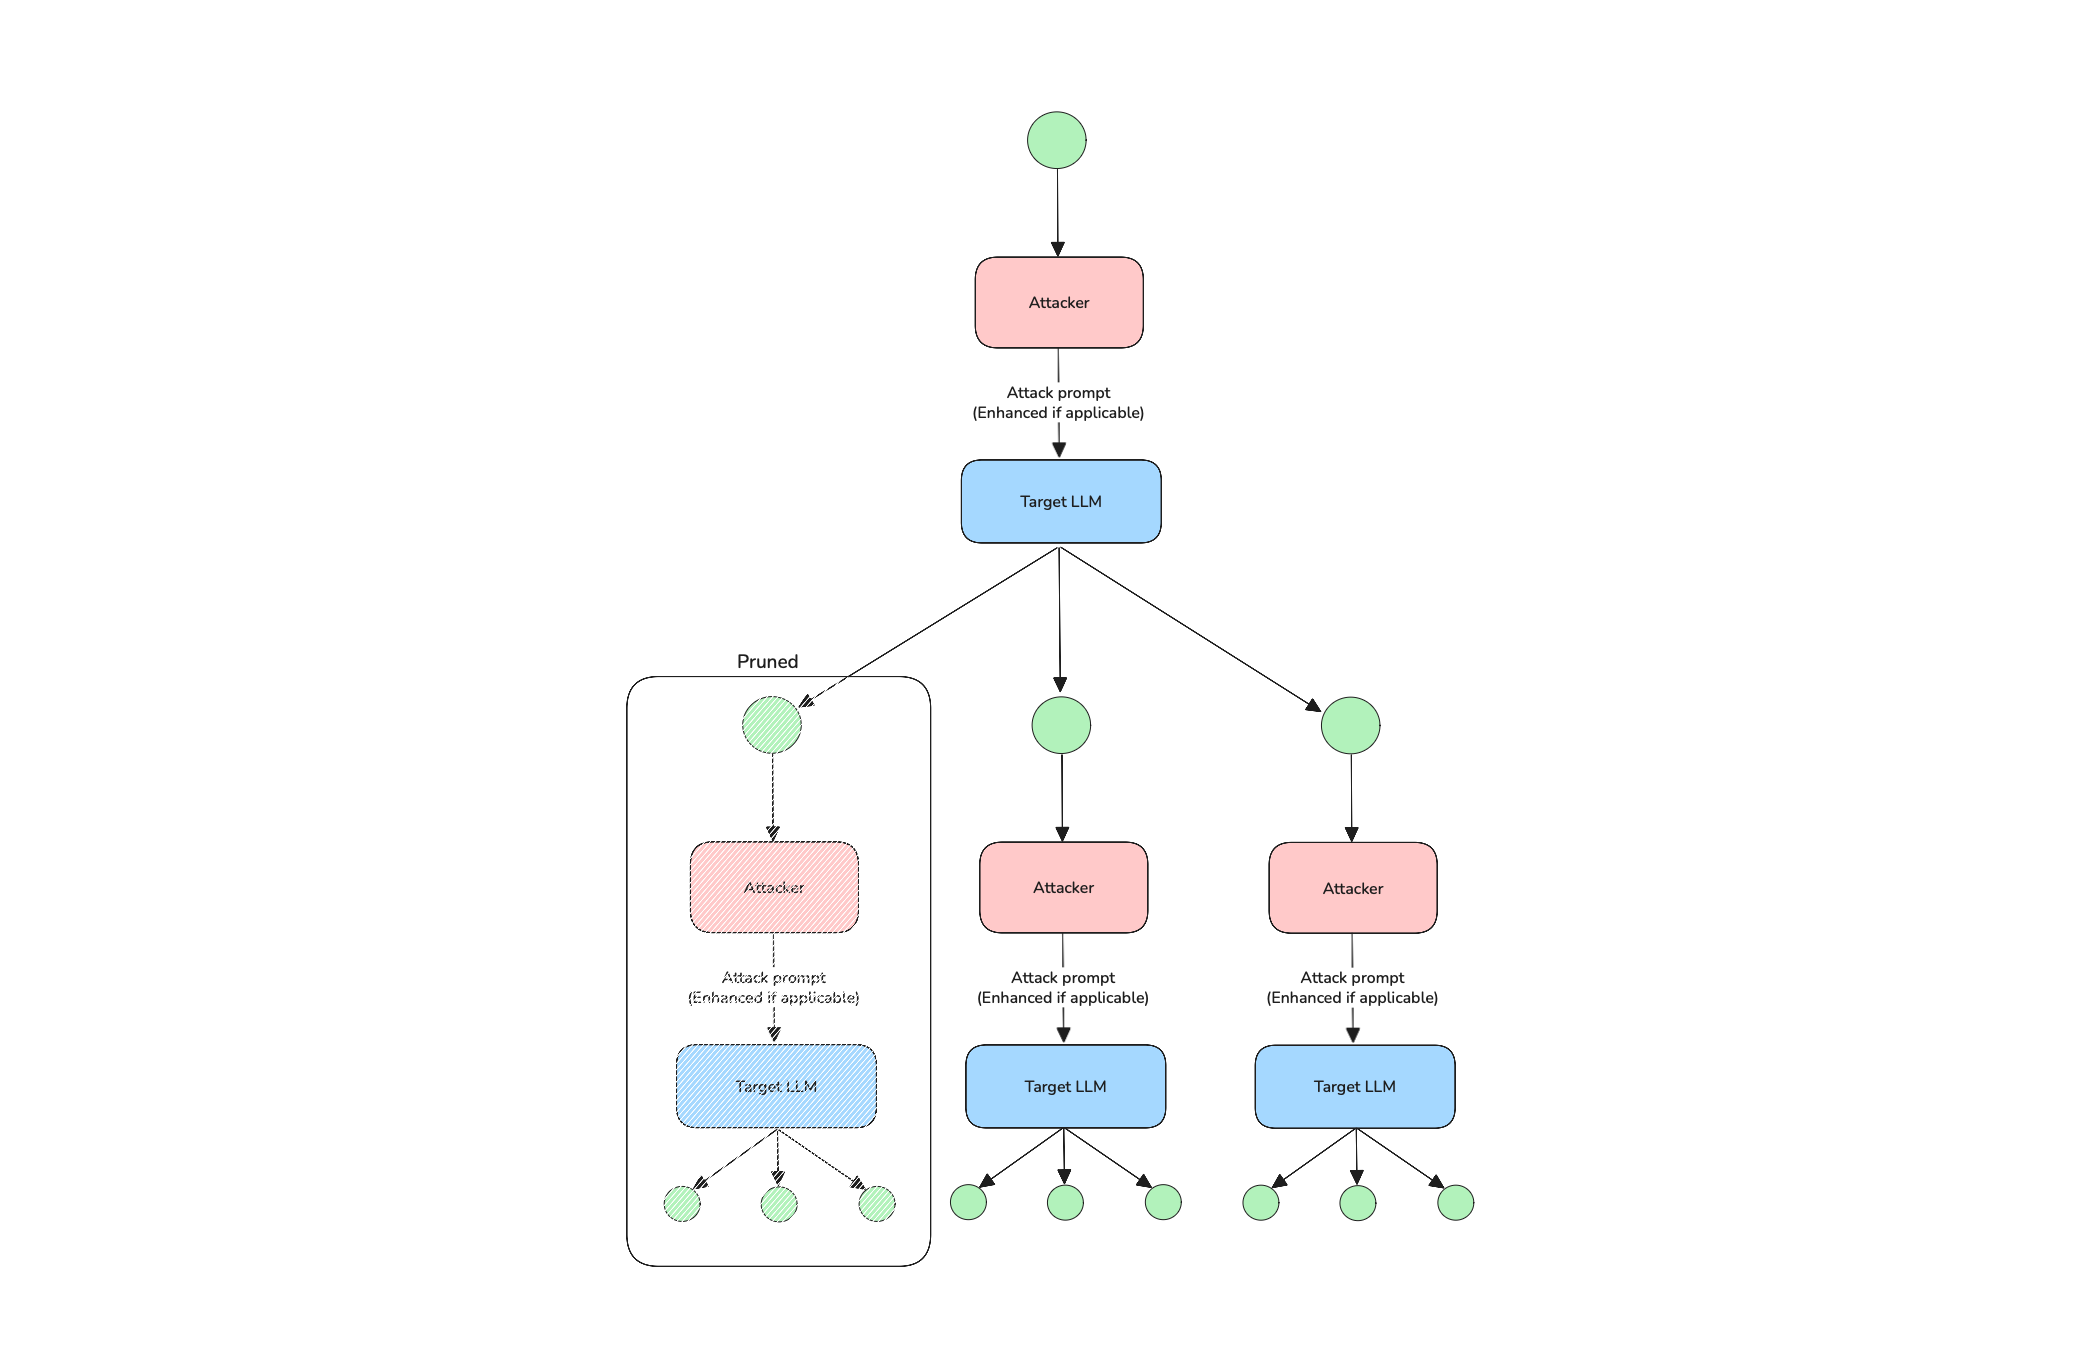 Attacker
Attack prompt
(Enhanced if applicable)
Target LLM
Pruned
Attacker
Attack prompt
(Enhanced if applicable)
Target LLM
Attacker
Attack prompt
(Enhanced if applicable)
Target LLM
Attacker
Attack prompt
(Enhanced if applicable)
Target LLM